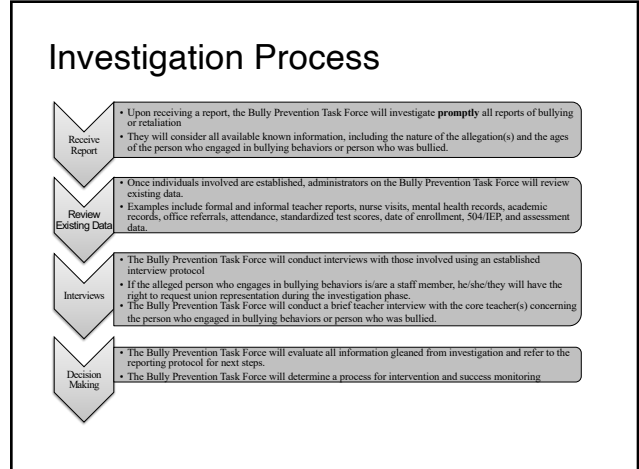 Investigation Process
Receive
Report
• Upon receiving a report, the Bully Prevention Task Force will investigate promptly all reports of bullying
or retaliation
• They will consider all available known information, including the nature of the allegation(s) and the ages
of the person who engaged in bullying behaviors or person who was bullied.
Review
Existing Data
• Once individuals involved are established, administrators on the Bully Prevention Task Force will review
existing data.
• Examples include formal and informal teacher reports, nurse visits, mental health records, academic
records, office referrals, attendance, standardized test scores, date of enrollment, 504/IEP, and assessment
data.
Interviews
• The Bully Prevention Task Force will conduct interviews with those involved using an established
interview protocol
• If the alleged person who engages in bullying behaviors is/are a staff member, he/she/they will have the
right to request union representation during the investigation phase.
• The Bully Prevention Task Force will conduct a brief teacher interview with the core teacher(s) concerning
the person who engaged in bullying behaviors or person who was bullied.
Decision
Making
• The Bully Prevention Task Force will evaluate all information gleaned from investigation and refer to the
reporting protocol for next steps.
• The Bully Prevention Task Force will determine a process for intervention and success monitoring